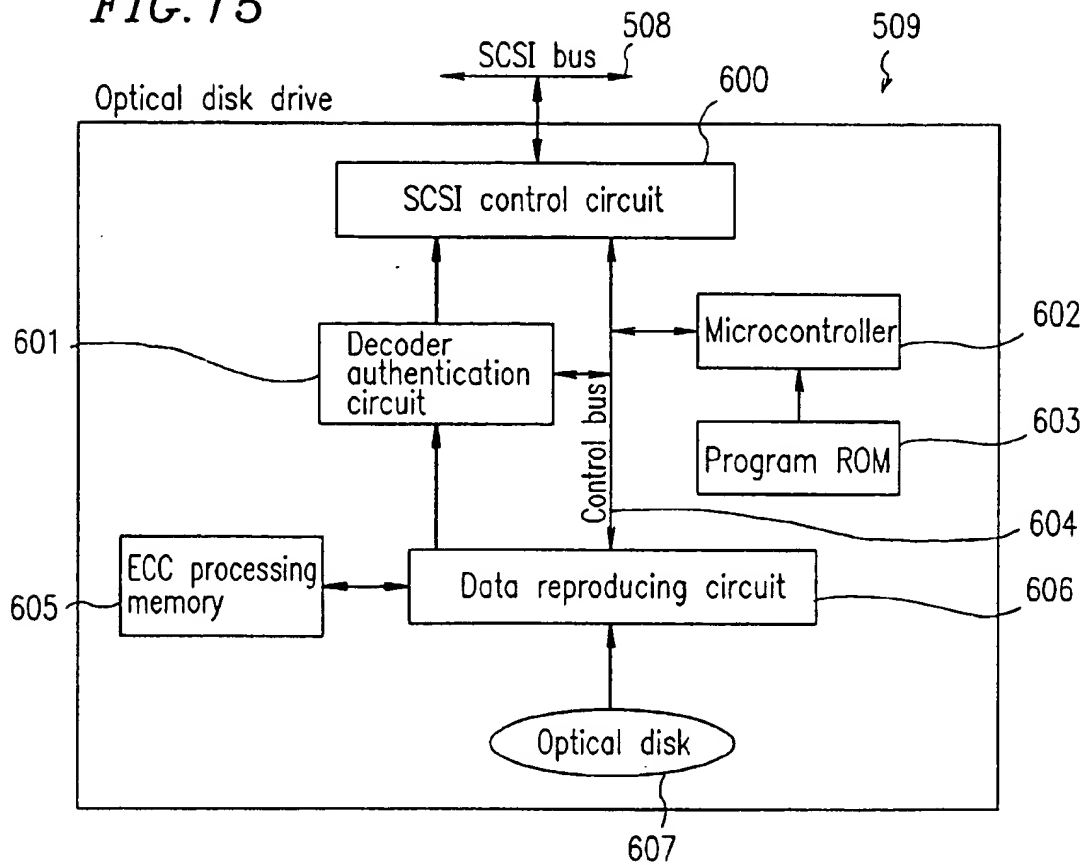 FIG. 15
508
509
SCSI bus
600
Optical disk drive
SCSI control circuit
602
Microcontroller
601
Decoder
authentication
circuit
Control bus
603
Program ROM
604
ECC processing
memory
605
Data reproducing circuit
606
Optical disk
607